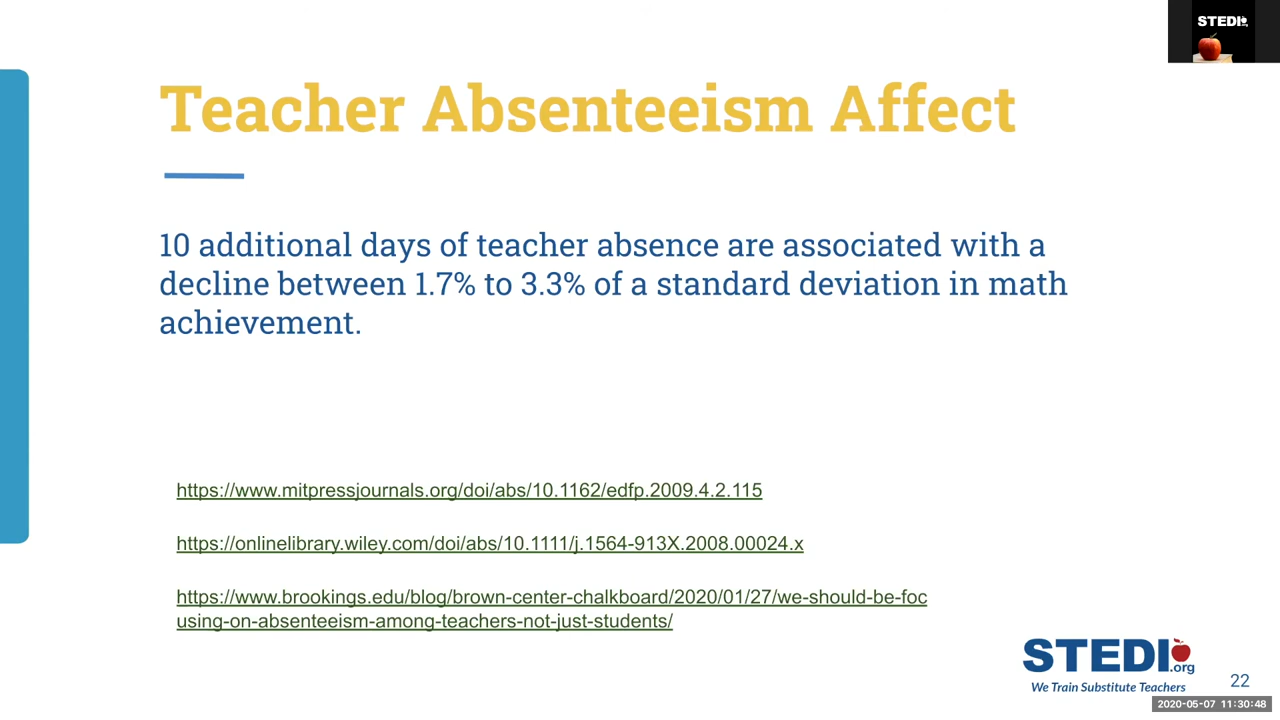 STEDI
Teacher Absenteeism Affect
10 additional days of teacher absence are associated with a
decline between 1.7% to 3.3% of a standard deviation in math
achievement.
https://www.mitpressjournals.org/doi/abs/10.1162/edfp.2009.4.2.115
https://onlinelibrary.wiley.com/doi/abs/10.1111/j.1564-913X.2008.00024.x
https://www.brookings.edu/blog/brown-center-chalkboard/2020/01/27/we-should-be-foc
using-on-absenteeism-among-teachers-not-just-students/
STEDI.org
We Train Substitute Teachers
22
2020-05-07 11:30:48